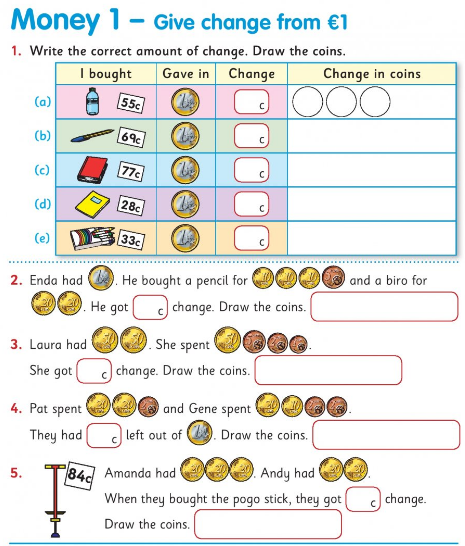 Money 1 – Give change from €1
1. Write the correct amount of change. Draw the coins.
I bought Gave in Change Change in coins
(a) 55c c
(b) 69c c
(c) 77c c
(d) 28c c
(e) 33c c
2. Enda had . He bought a pencil for and a biro for
. He got c change. Draw the coins.
3. Laura had . She spent .
She got c change. Draw the coins.
4. Pat spent and Gene spent .
They had c left out of . Draw the coins.
5. 84c Amanda had . Andy had .
When they bought the pogo stick, they got c change.
Draw the coins.